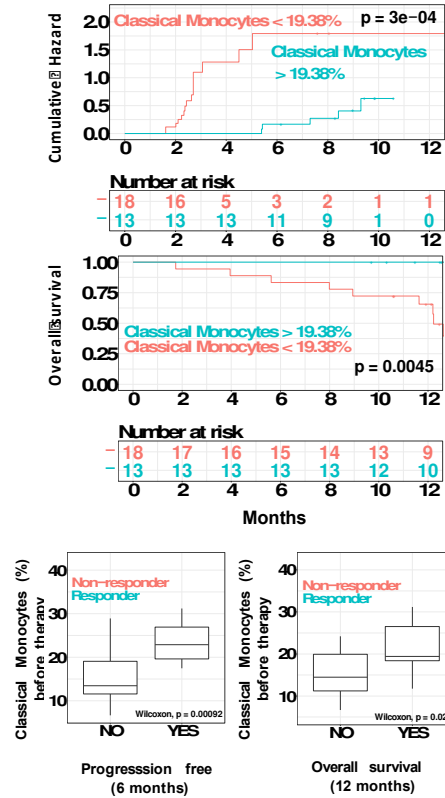 Classical Monocytes < 19.38%
p = 3e-04
Classical Monocytes
> 19.38%
Cumulative Hazard
2.0
1.5
1.0
0.5
0.0
0 2 4 6 8 10 12
Number at risk
18 16 5 3 2 1 1
13 13 13 11 9 1 0
0 2 4 6 8 10 12
Overall survival
1.00
0.75
0.50
0.25
0.00
Classical Monocytes > 19.38%
Classical Monocytes < 19.38%
p = 0.0045
0 2 4 6 8 10 12
Number at risk
18 17 16 15 14 13 9
13 13 13 13 13 12 10
0 2 4 6 8 10 12
Months
Classical Monocytes (%)
before therapy
40
30
20
10
Non-responder
Responder
Wilcoxon, p = 0.00092
NO YES
Progresssion free
(6 months)
Classical Monocytes (%)
before therapy
40
30
20
10
Non-responder
Responder
Wilcoxon, p = 0.02
NO YES
Overall survival
(12 months)